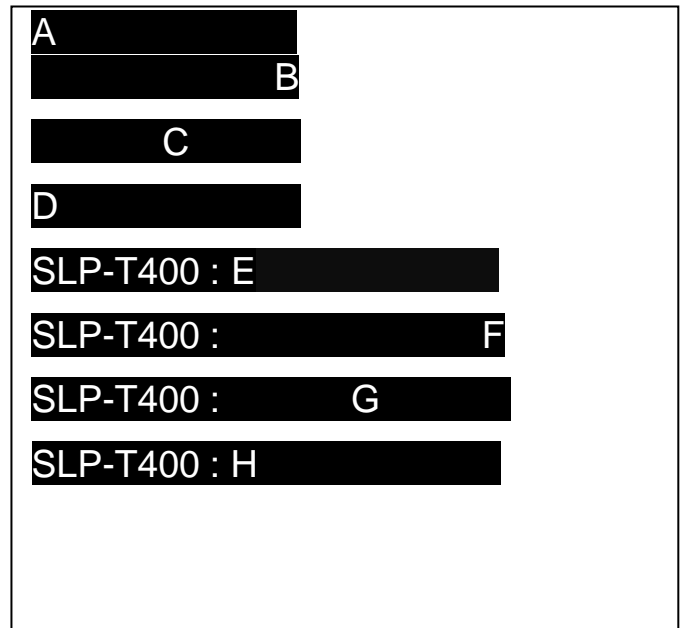 A
B
C
D
SLP-T400 : E
SLP-T400 : F
SLP-T400 : G
SLP-T400 : H